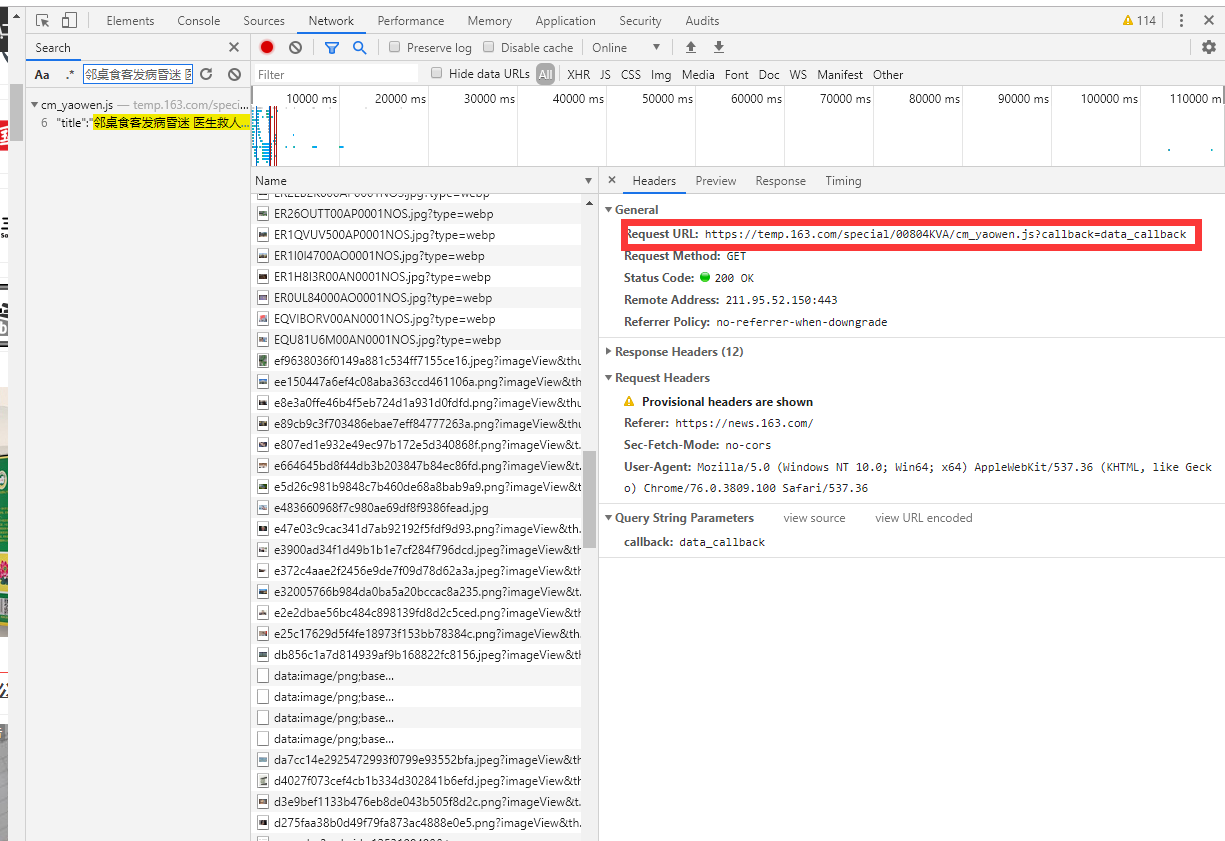 Elements Console Sources Network Performance Memory Application Security Audits 114
Search
Preserve log Disable cache Online
Aa .* 邻桌食客发病昏迷 医
Filter Hide data URLs All XHR JS CSS Img Media Font Doc WS Manifest Other
cm_yaowen.js — temp.163.com/speci...
6 "title":"邻桌食客发病昏迷 医生救人...
10000 ms 20000 ms 30000 ms 40000 ms 50000 ms 60000 ms 70000 ms 80000 ms 90000 ms 100000 ms 110000 m
Name
ER2EB2R000AP0001NOS.jpg?type=webp
ER26OUTT00AP0001NOS.jpg?type=webp
ER1QVUV500AP0001NOS.jpg?type=webp
ER1I0I4700AO0001NOS.jpg?type=webp
ER1H8I3R00AN0001NOS.jpg?type=webp
ER0UL84000AO0001NOS.jpg?type=webp
EQVIBORV00AN0001NOS.jpg?type=webp
EQU81U6M00AN0001NOS.jpg?type=webp
ef9638036f0149a881c534ff7155ce16.jpeg?imageView&thu
ee150447a6ef4c08aba363ccd461106a.png?imageView&th
e8e3a0ffe46b4f5eb724d1a931d0fdfd.png?imageView&th
e89cb9c3f703486ebae7eff84777263a.png?imageView&t
e807ed1e932e49ec97b172e5d340868f.png?imageView&t.
e664645bd8f44db3b203847b84ec86fd.png?imageView&t
e5d26c981b9848c7b460de68a8bab9a9.png?imageView&t
e483660968f7c980ae69df8f9386fead.jpg
e47e03c9cac341d7ab92192f5fdf9d93.png?imageView&th.
e3900ad34f1d49b1b1e7cf284f796dcd.jpeg?imageView&th
e372c4aae2f2456e9de7f09d78d62a3a.jpeg?imageView&th
e32005766b984da0ba5a20bccac8a235.png?imageView&t.
e2e2dbae56bc484c898139fd8d2c5ced.png?imageView&th
e25c17629d5f4fe18973f153bb78384c.png?imageView&th.
db856c1a7d814939af9b168822fc8156.jpeg?imageView&th
data:image/png;base...
data:image/png;base...
data:image/png;base...
data:image/png;base...
da7cc14e2925472993f0799e93552bfa.jpeg?imageView&th
d4027f073cef4cb1b334d302841b6efd.jpeg?imageView&th
d3e9bef1133b476eb8de043b505f8d2c.png?imageView&t.
d275faa38b0d49f79fa873ac4888e0e5.png?imageView&th.
Headers Preview Response Timing
General
Request URL: https://temp.163.com/special/00804KVA/cm_yaowen.js?callback=data_callback
Request Method: GET
Status Code: 200 OK
Remote Address: 211.95.52.150:443
Referrer Policy: no-referrer-when-downgrade
Response Headers (12)
Request Headers
Provisional headers are shown
Referer: https://news.163.com/
Sec-Fetch-Mode: no-cors
User-Agent: Mozilla/5.0 (Windows NT 10.0; Win64; x64) AppleWebKit/537.36 (KHTML, like Geck
o) Chrome/76.0.3809.100 Safari/537.36
Query String Parameters view source view URL encoded
callback: data_callback